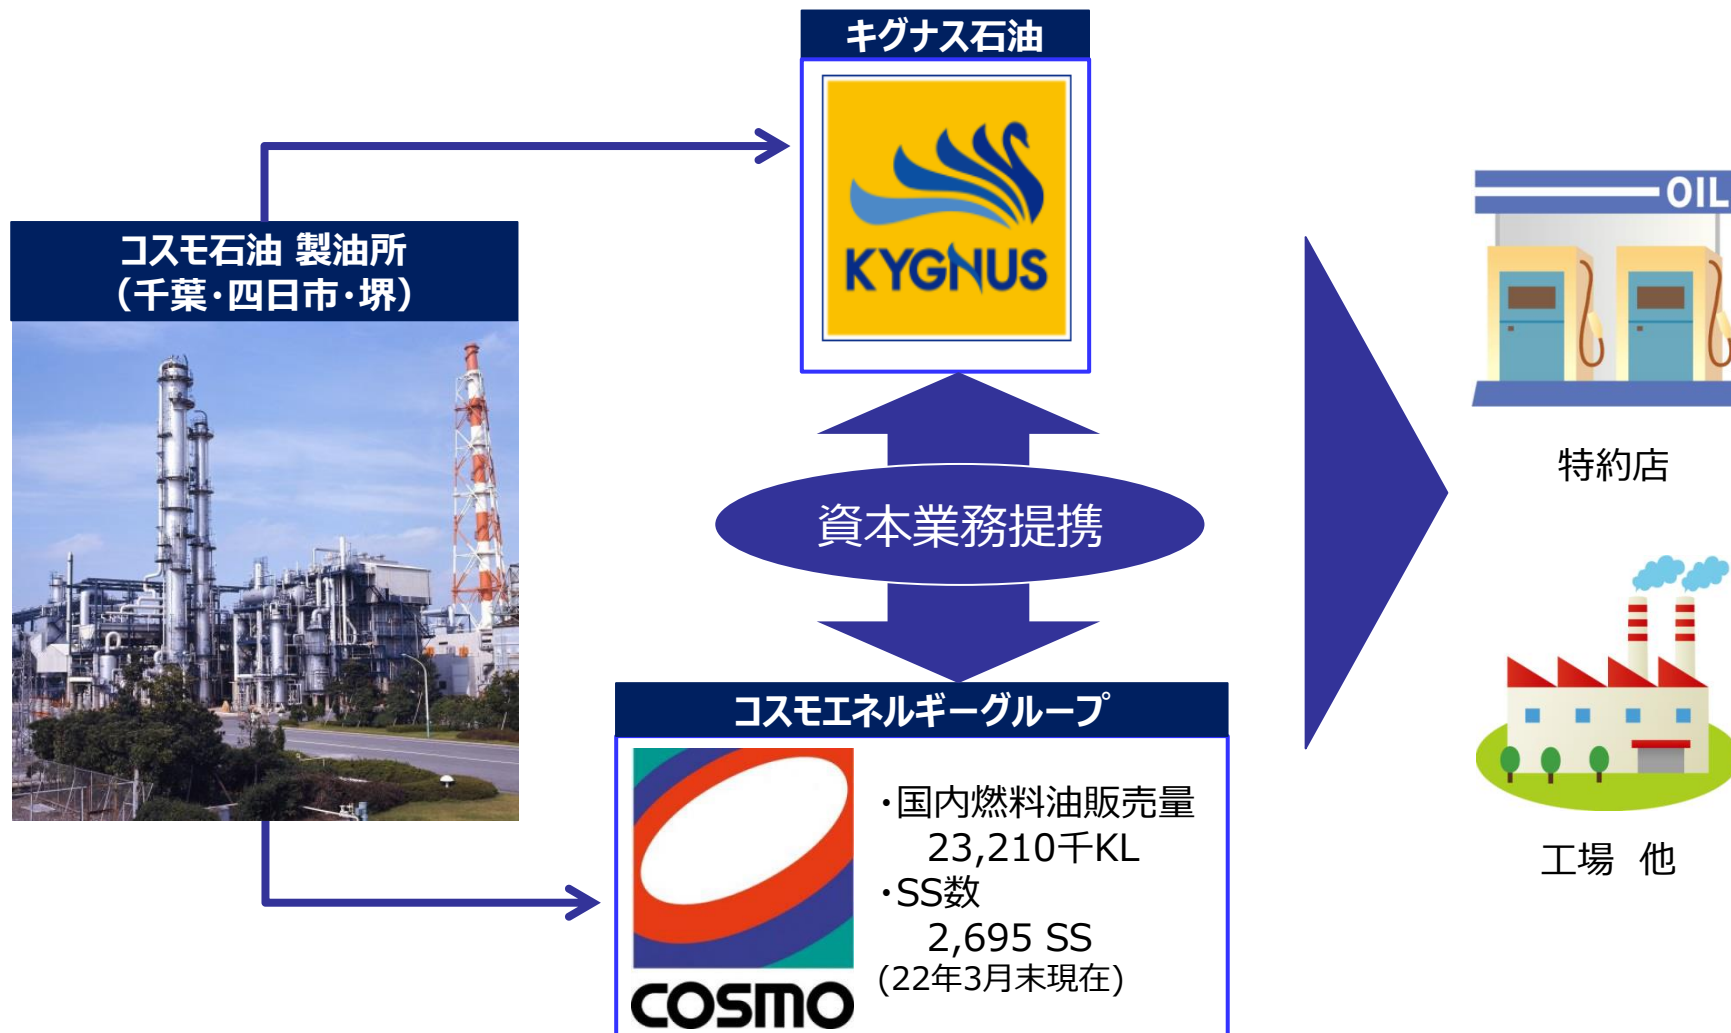 キグナス石油
KYGNUS
OIL
コスモ石油 製油所
（千葉・四日市・堺）
特約店
資本業務提携
コスモエネルギーグループ
・国内燃料油販売量
23,210千KL
・SS数
2,695 SS
(22年3月末現在)
COSMO
工場 他